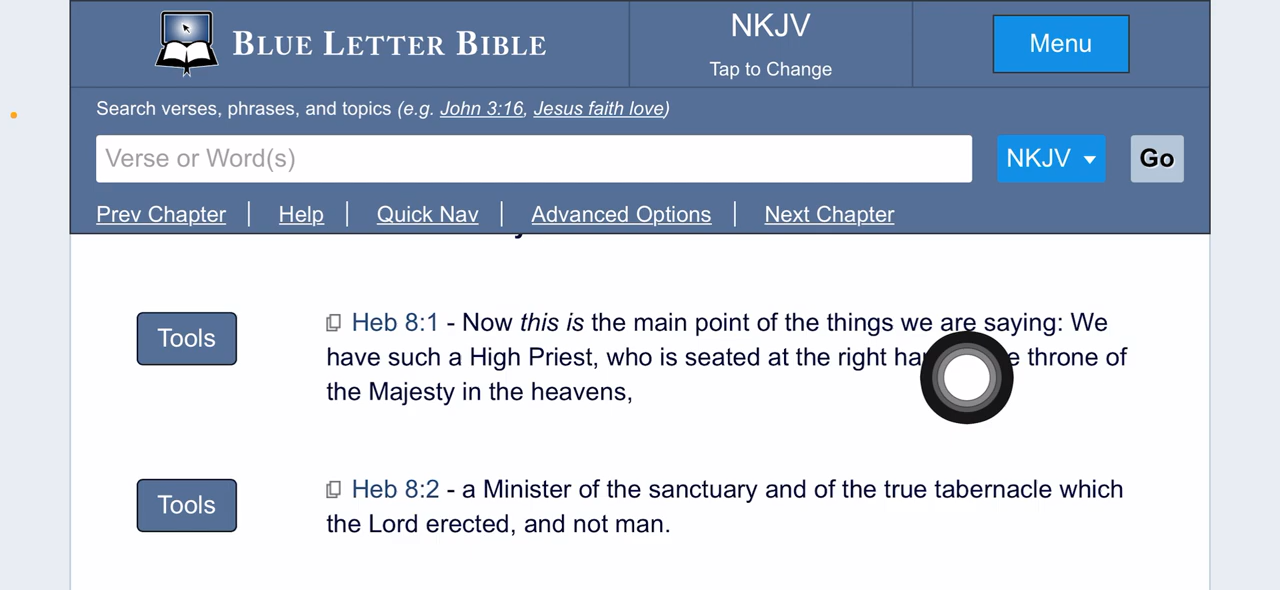 BLUE LETTER BIBLE
NKJV
Tap to Change
Menu
Search verses, phrases, and topics (e.g. John 3:16, Jesus faith love)
Verse or Word(s)
NKJV
Go
Prev Chapter | Help | Quick Nav | Advanced Options | Next Chapter
Tools
Heb 8:1 - Now this is the main point of the things we are saying: We
have such a High Priest, who is seated at the right throne of
the Majesty in the heavens,
Tools
Heb 8:2 - a Minister of the sanctuary and of the true tabernacle which
the Lord erected, and not man.